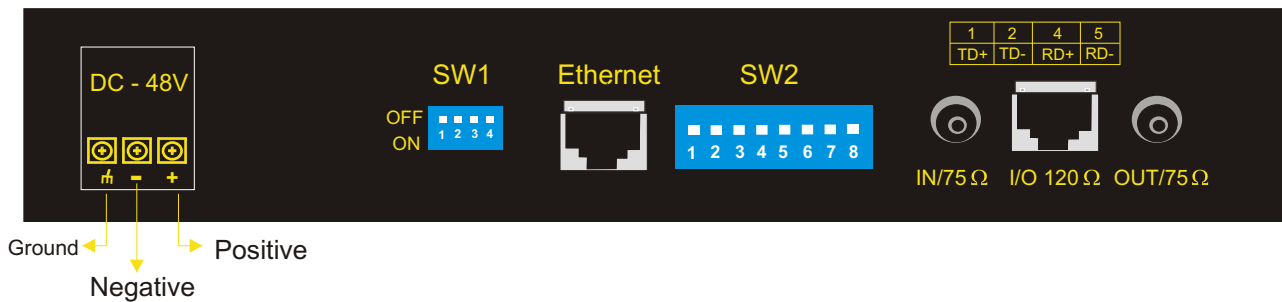 1 2 4 5
TD+ TD- RD+ RD-
DC - 48V
SW1 Ethernet SW2
OFF
ON
1 2 3 4
1 2 3 4 5 6 7 8
- +
IN/75 Ω I/O 120 Ω OUT/75 Ω
Ground Positive
Negative